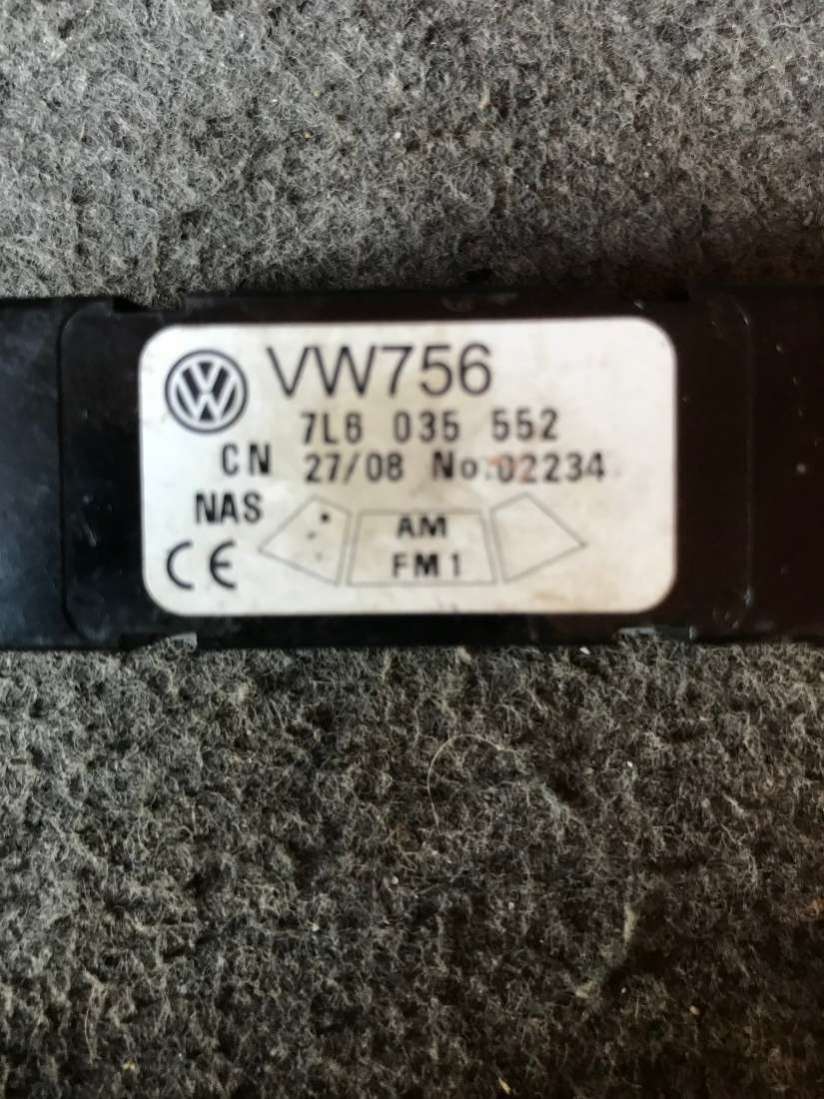 VW756
7L6 035 552
CN 27/08 No.02234
NAS
AM
FM1
CE